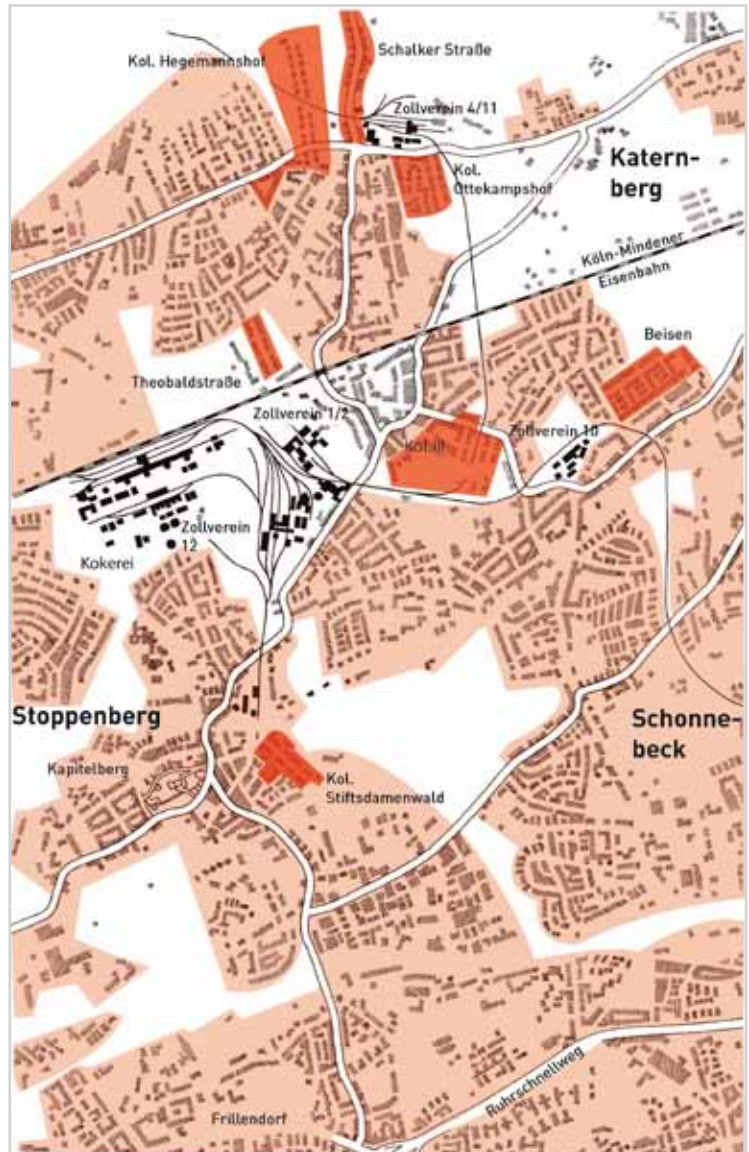 Schalker Straße
Kol. Hegemannshof
Zollverein 4/11
Katern-
berg
Kol.
Ottekampshof
Köln-Mindener
Eisenbahn
Beisen
Theobaldstraße
Zollverein 1/2
Zollverein 10
Zollverein
12
Kokerei
Stoppenberg
Schonne-
beck
Kapitelberg
Kol.
Stiftsdamenwald
Ruhrschnellweg
Frillendorf